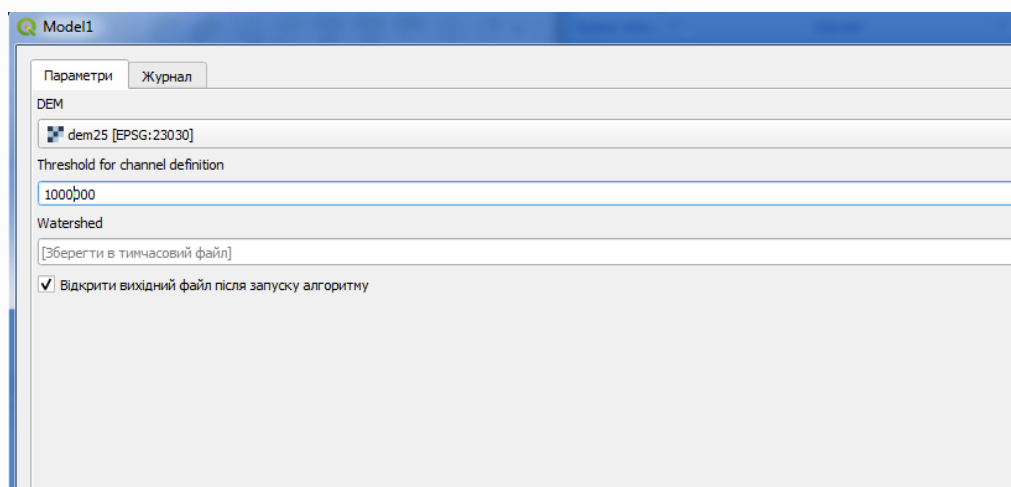 Model1
Параметри Журнал
DEM
dem25 [EPSG:23030]
Threshold for channel definition
1000000
Watershed
[Зберегти в тимчасовий файл]
Відкрити вихідний файл після запуску алгоритму